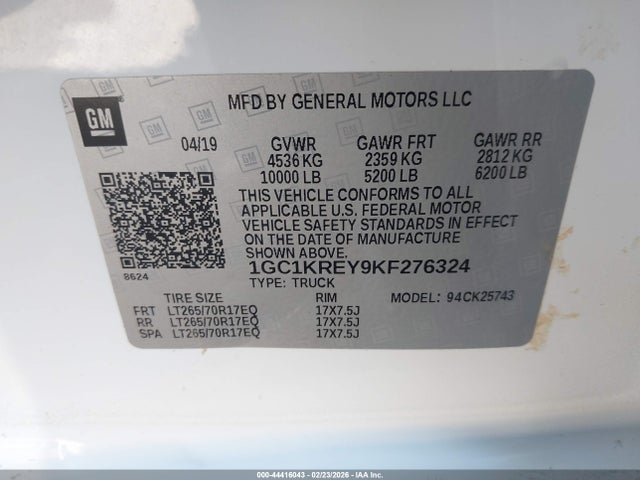 GM
MFD BY GENERAL MOTORS LLC
04/19 GVWR GAWR FRT GAWR RR
4536 KG 2359 KG 2812 KG
10000 LB 5200 LB 6200 LB
THIS VEHICLE CONFORMS TO ALL
APPLICABLE U.S. FEDERAL MOTOR
VEHICLE SAFETY STANDARDS IN EFFECT
ON THE DATE OF MANUFACTURE
SHOWN ABOVE.
8624
1GC1KREY9KF276324
TYPE: TRUCK
TIRE SIZE RIM MODEL: 94CK25743
FRT LT265/70R17EQ 17X7.5J
RR LT265/70R17EQ 17X7.5J
SPA LT265/70R17EQ 17X7.5J
000-44416043 - 02/23/2026 - IAA Inc.